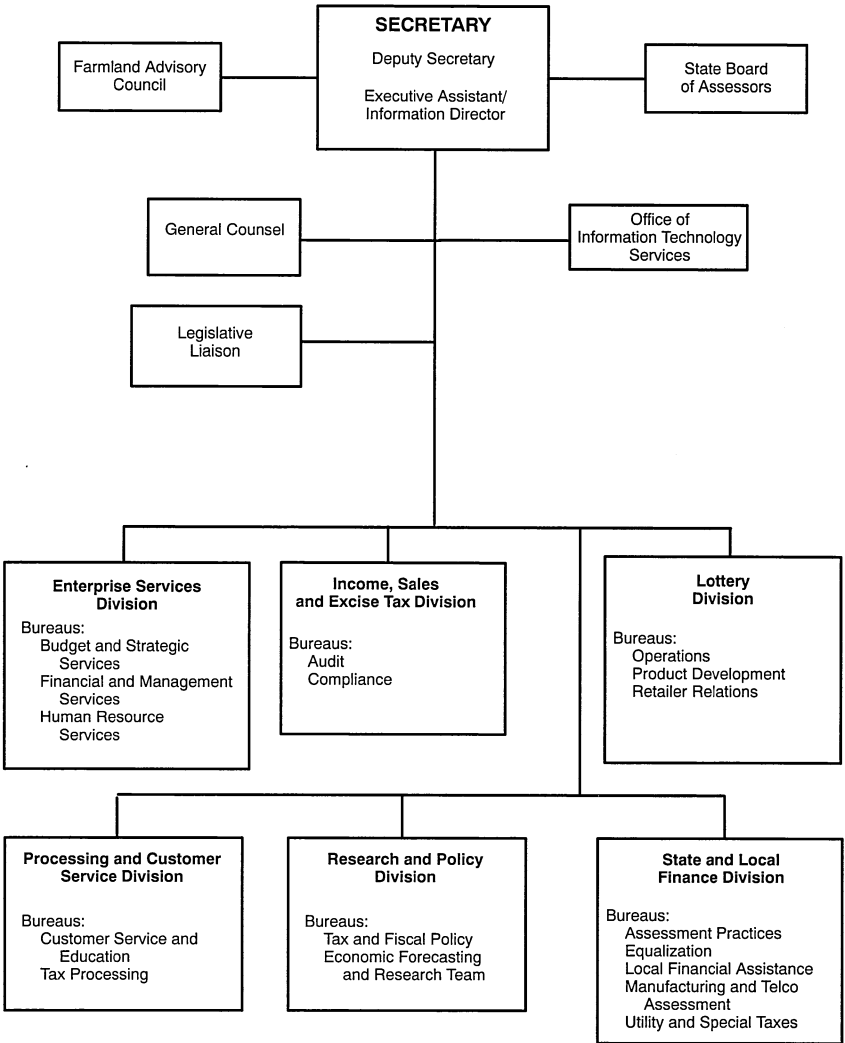 SECRETARY
Deputy Secretary
Executive Assistant/
Information Director
Farmland Advisory
Council
State Board
of Assessors
General Counsel
Office of
Information Technology
Services
Legislative
Liaison
Enterprise Services
Division
Bureaus:
Budget and Strategic
Services
Financial and Management
Services
Human Resource
Services
Income, Sales
and Excise Tax Division
Bureaus:
Audit
Compliance
Lottery
Division
Bureaus:
Operations
Product Development
Retailer Relations
Processing and Customer
Service Division
Bureaus:
Customer Service and
Education
Tax Processing
Research and Policy
Division
Bureaus:
Tax and Fiscal Policy
Economic Forecasting
and Research Team
State and Local
Finance Division
Bureaus:
Assessment Practices
Equalization
Local Financial Assistance
Manufacturing and Telco
Assessment
Utility and Special Taxes